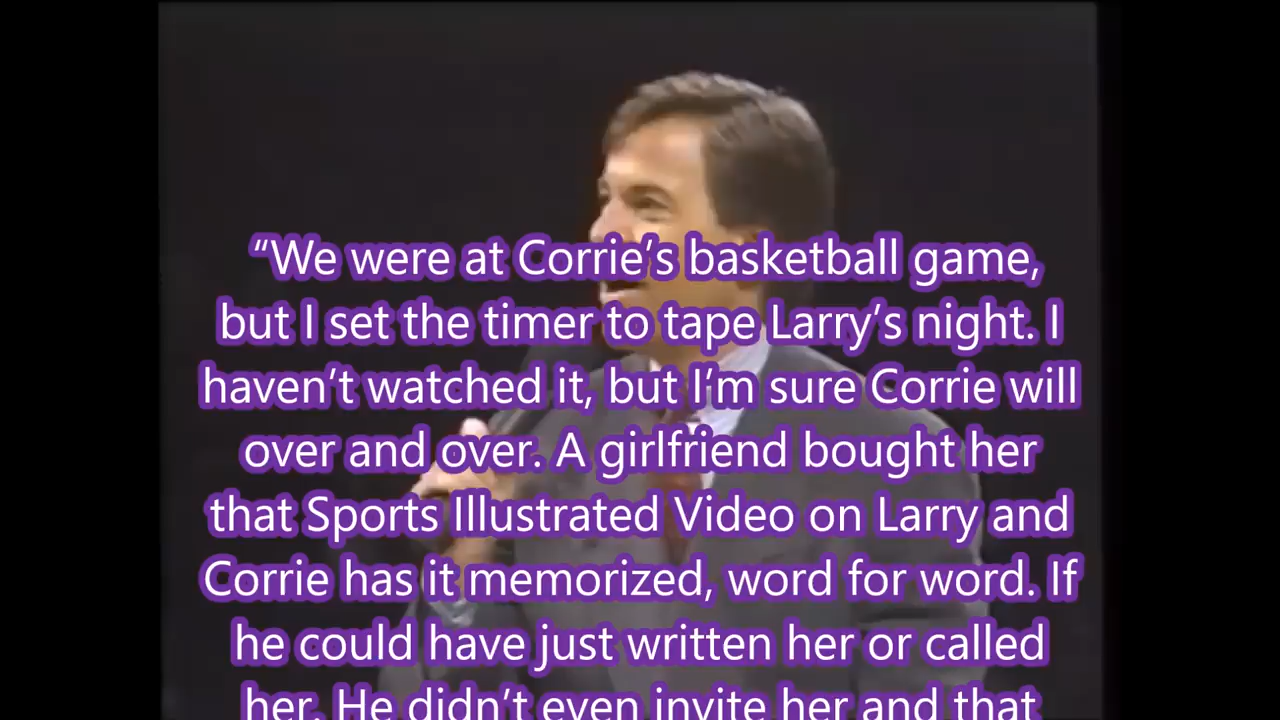 “We were at Corrie’s basketball game,
but I set the timer to tape Larry’s night. I
haven’t watched it, but I’m sure Corrie will
over and over. A girlfriend bought her
that Sports Illustrated Video on Larry and
Corrie has it memorized, word for word. If
he could have just written her or called
her. He didn’t even invite her and that